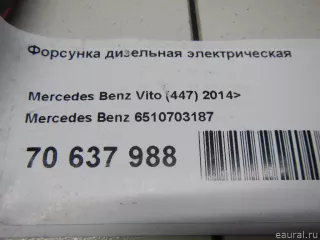 Форсунка дизельная электрическая
Mercedes Benz Vito (447) 2014>
Mercedes Benz 6510703187
70 637 988
eaural.ru